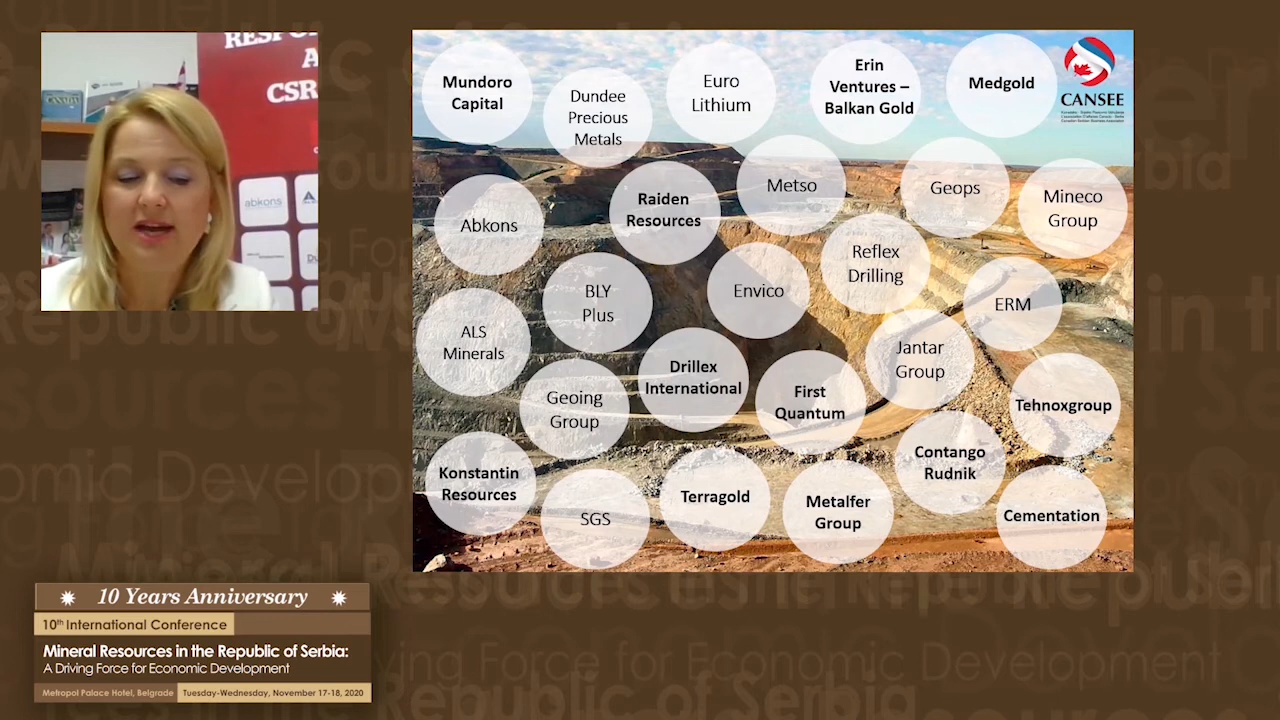 CSR
CANADA
abkons
Mundoro
Capital
Dundee
Precious
Metals
Euro
Lithium
Erin
Ventures –
Balkan Gold
Medgold
CANSEE
Abkons
Raiden
Resources
Metso
Geops
Mineco
Group
BLY
Plus
Envico
Reflex
Drilling
ERM
ALS
Minerals
Geoing
Group
Drillex
International
First
Quantum
Jantar
Group
Tehnoxgroup
Konstantin
Resources
SGS
Terragold
Metalfer
Group
Contango
Rudnik
Cementation
10 Years Anniversary
10th International Conference
Mineral Resources in the Republic of Serbia:
A Driving Force for Economic Development
Metropol Palace Hotel, Belgrade
Tuesday-Wednesday, November 17-18, 2020